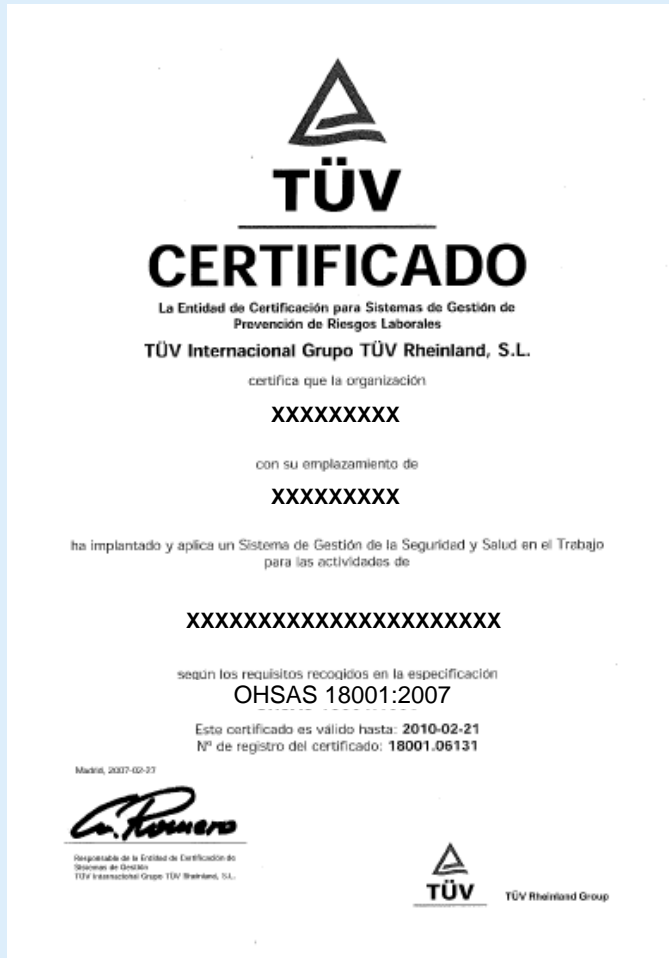 TÜV
CERTIFICADO
La Entidad de Certificación para Sistemas de Gestión de
Prevención de Riesgos Laborales
TÜV Internacional Grupo TÜV Rheinland, S.L.
certifica que la organización
XXXXXXXXX
con su emplazamiento de
XXXXXXXXX
ha implantado y aplica un Sistema de Gestión de la Seguridad y Salud en el Trabajo
para las actividades de
XXXXXXXXXXXXXXXXXXXXXX
según los requisitos recogidos en la especificación
OHSAS 18001:2007
Este certificado es válido hasta: 2010-02-21
Nº de registro del certificado: 18001.06131
Madrid, 2007-02-27
Romero
Responsable de la Entidad de Certificación de
Sistemas de Gestión
TÜV Internacional Grupo TÜV Rheinland, S.L.
TÜV
TÜV Rheinland Group